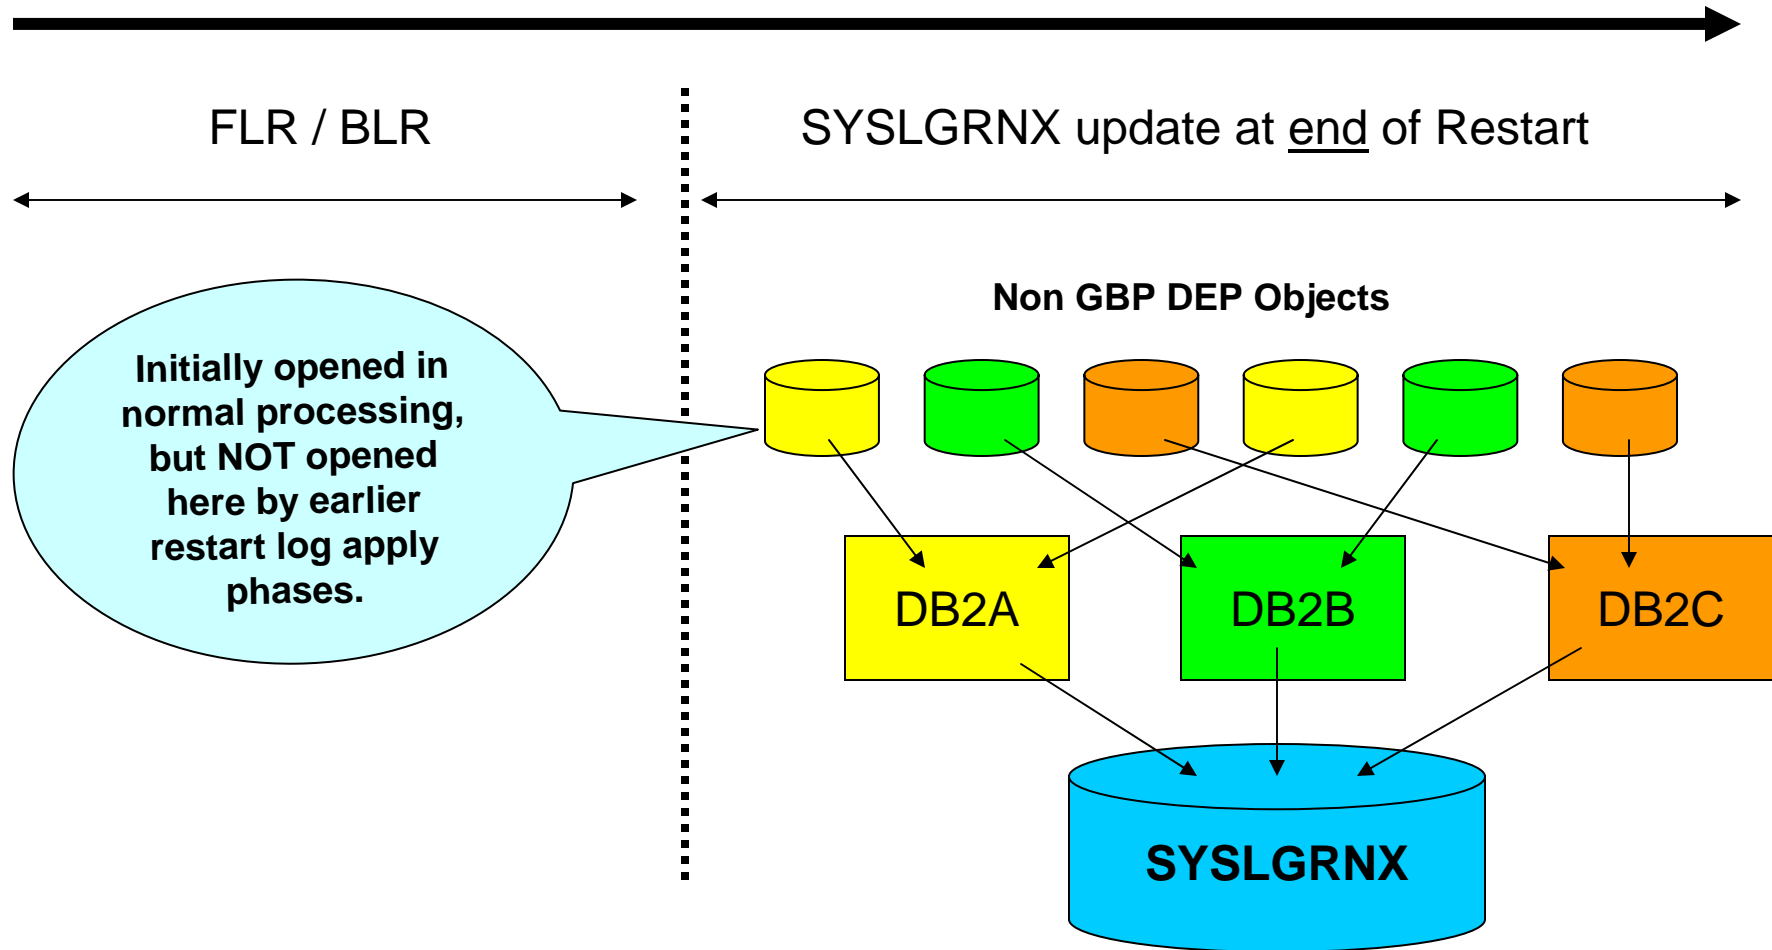 FLR / BLR
SYSLGRNX update at end of Restart
Non GBP DEP Objects
Initially opened in
normal processing,
but NOT opened
here by earlier
restart log apply
phases.
DB2A
DB2B
DB2C
SYSLGRNX